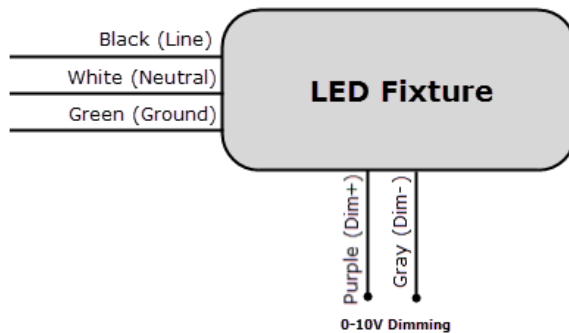 Black (Line)
White (Neutral)
Green (Ground)
LED Fixture
Purple (Dim+)
Gray (Dim-)
0-10V Dimming